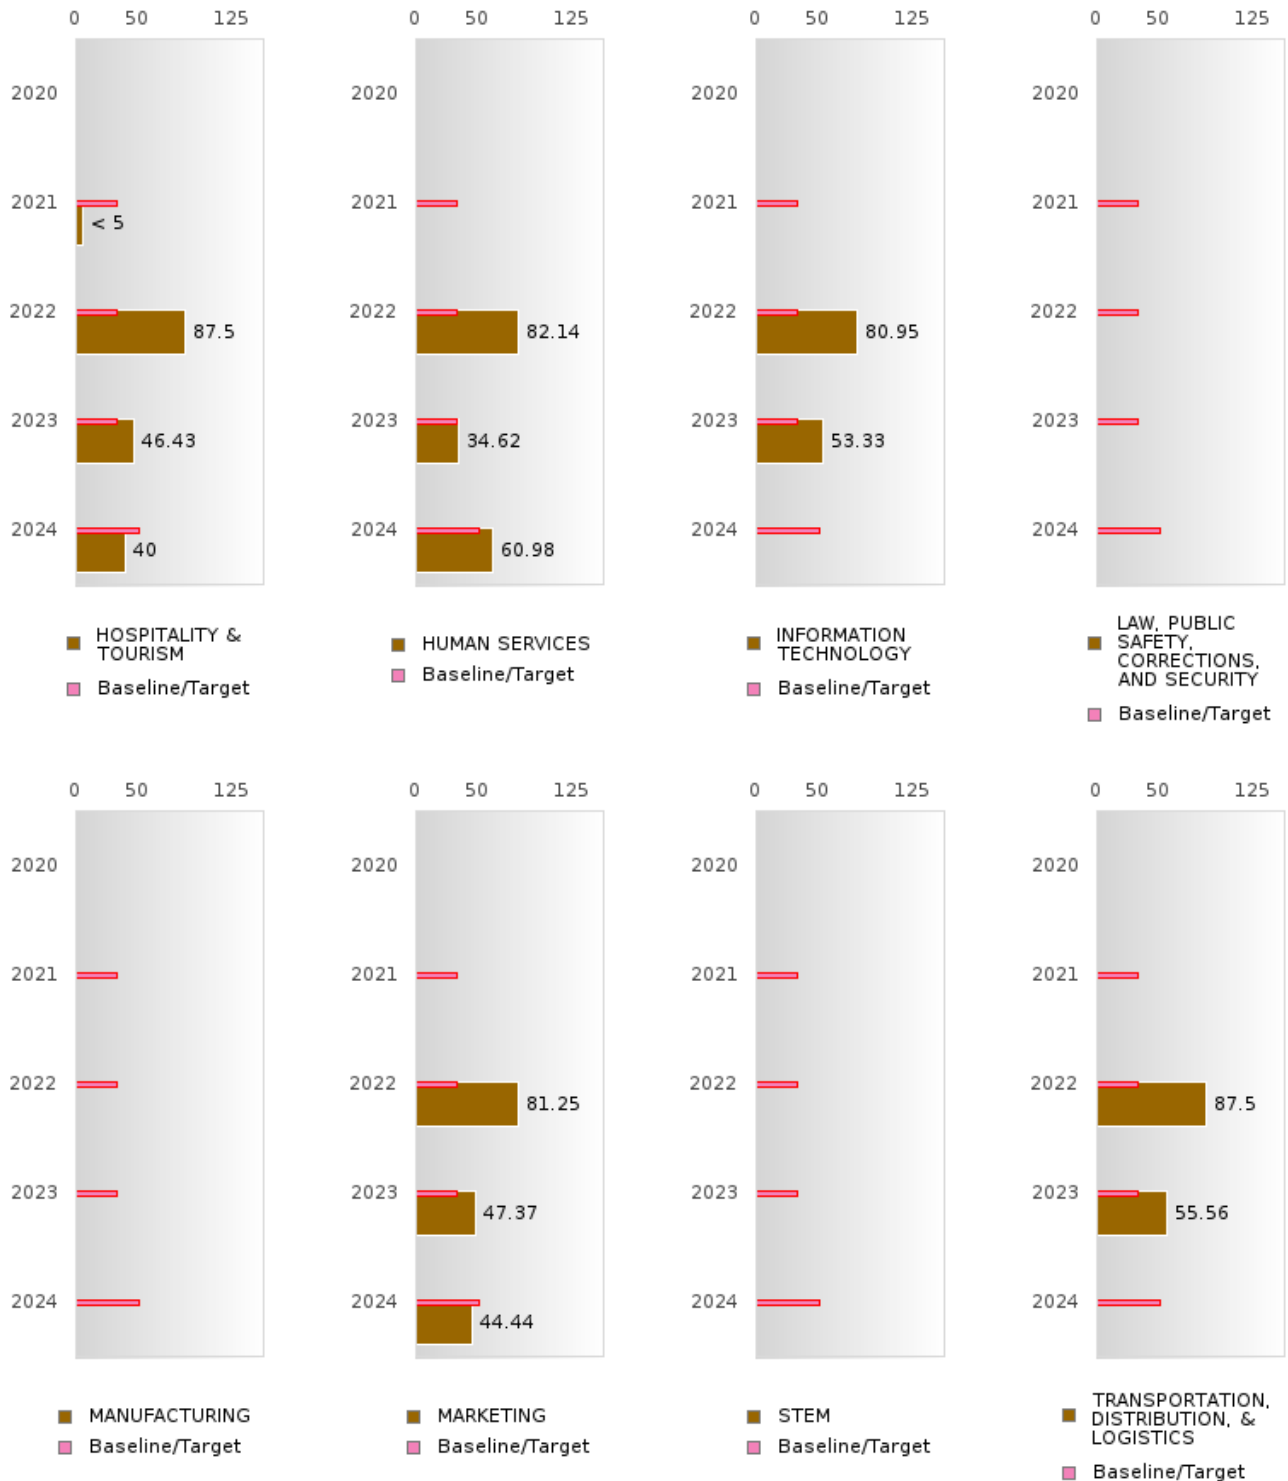 0 50 125
2020
2021
< 5
2022
87.5
2023
46.43
2024
40
HOSPITALITY &
TOURISM
Baseline/Target
0 50 125
2020
2021
2022
82.14
2023
34.62
2024
60.98
HUMAN SERVICES
Baseline/Target
0 50 125
2020
2021
2022
80.95
2023
53.33
2024
INFORMATION
TECHNOLOGY
Baseline/Target
0 50 125
2020
2021
2022
2023
2024
LAW, PUBLIC
SAFETY,
CORRECTIONS,
AND SECURITY
Baseline/Target
0 50 125
2020
2021
2022
2023
2024
MANUFACTURING
Baseline/Target
0 50 125
2020
2021
2022
81.25
2023
47.37
2024
44.44
MARKETING
Baseline/Target
0 50 125
2020
2021
2022
2023
2024
STEM
Baseline/Target
0 50 125
2020
2021
2022
87.5
2023
55.56
2024
TRANSPORTATION,
DISTRIBUTION, &
LOGISTICS
Baseline/Target